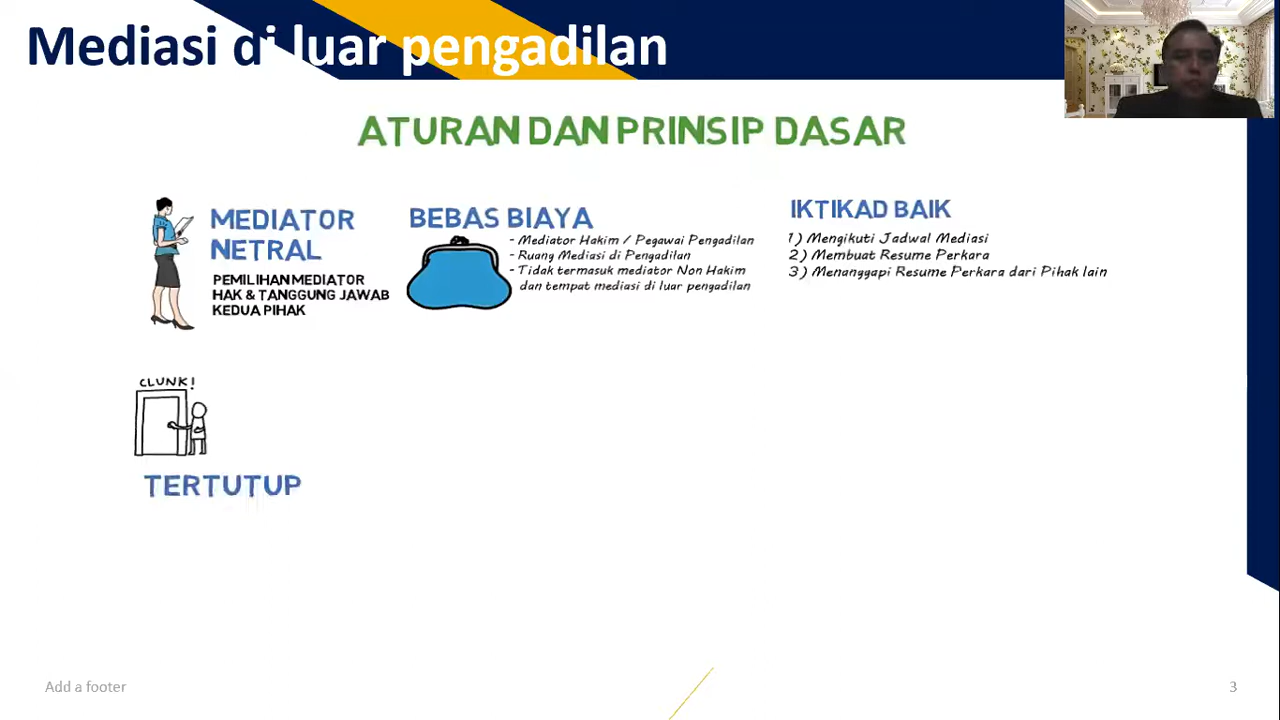 Mediasi di luar pengadilan
ATURAN DAN PRINSIP DASAR
MEDIATOR
NETRAL
PEMILIHAN MEDIATOR
HAK & TANGGUNG JAWAB
KEDUA PIHAK
BEBAS BIAYA
- Mediator Hakim / Pegawai Pengadilan
- Ruang Mediasi di Pengadilan
- Tidak termasuk mediator Non Hakim
dan tempat mediasi di luar pengadilan
IKTIKAD BAIK
1) Mengikuti Jadwal Mediasi
2) Membuat Resume Perkara
3) Menanggapi Resume Perkara dari Pihak lain
CLUNK!
TERTUTUP
Add a footer
3